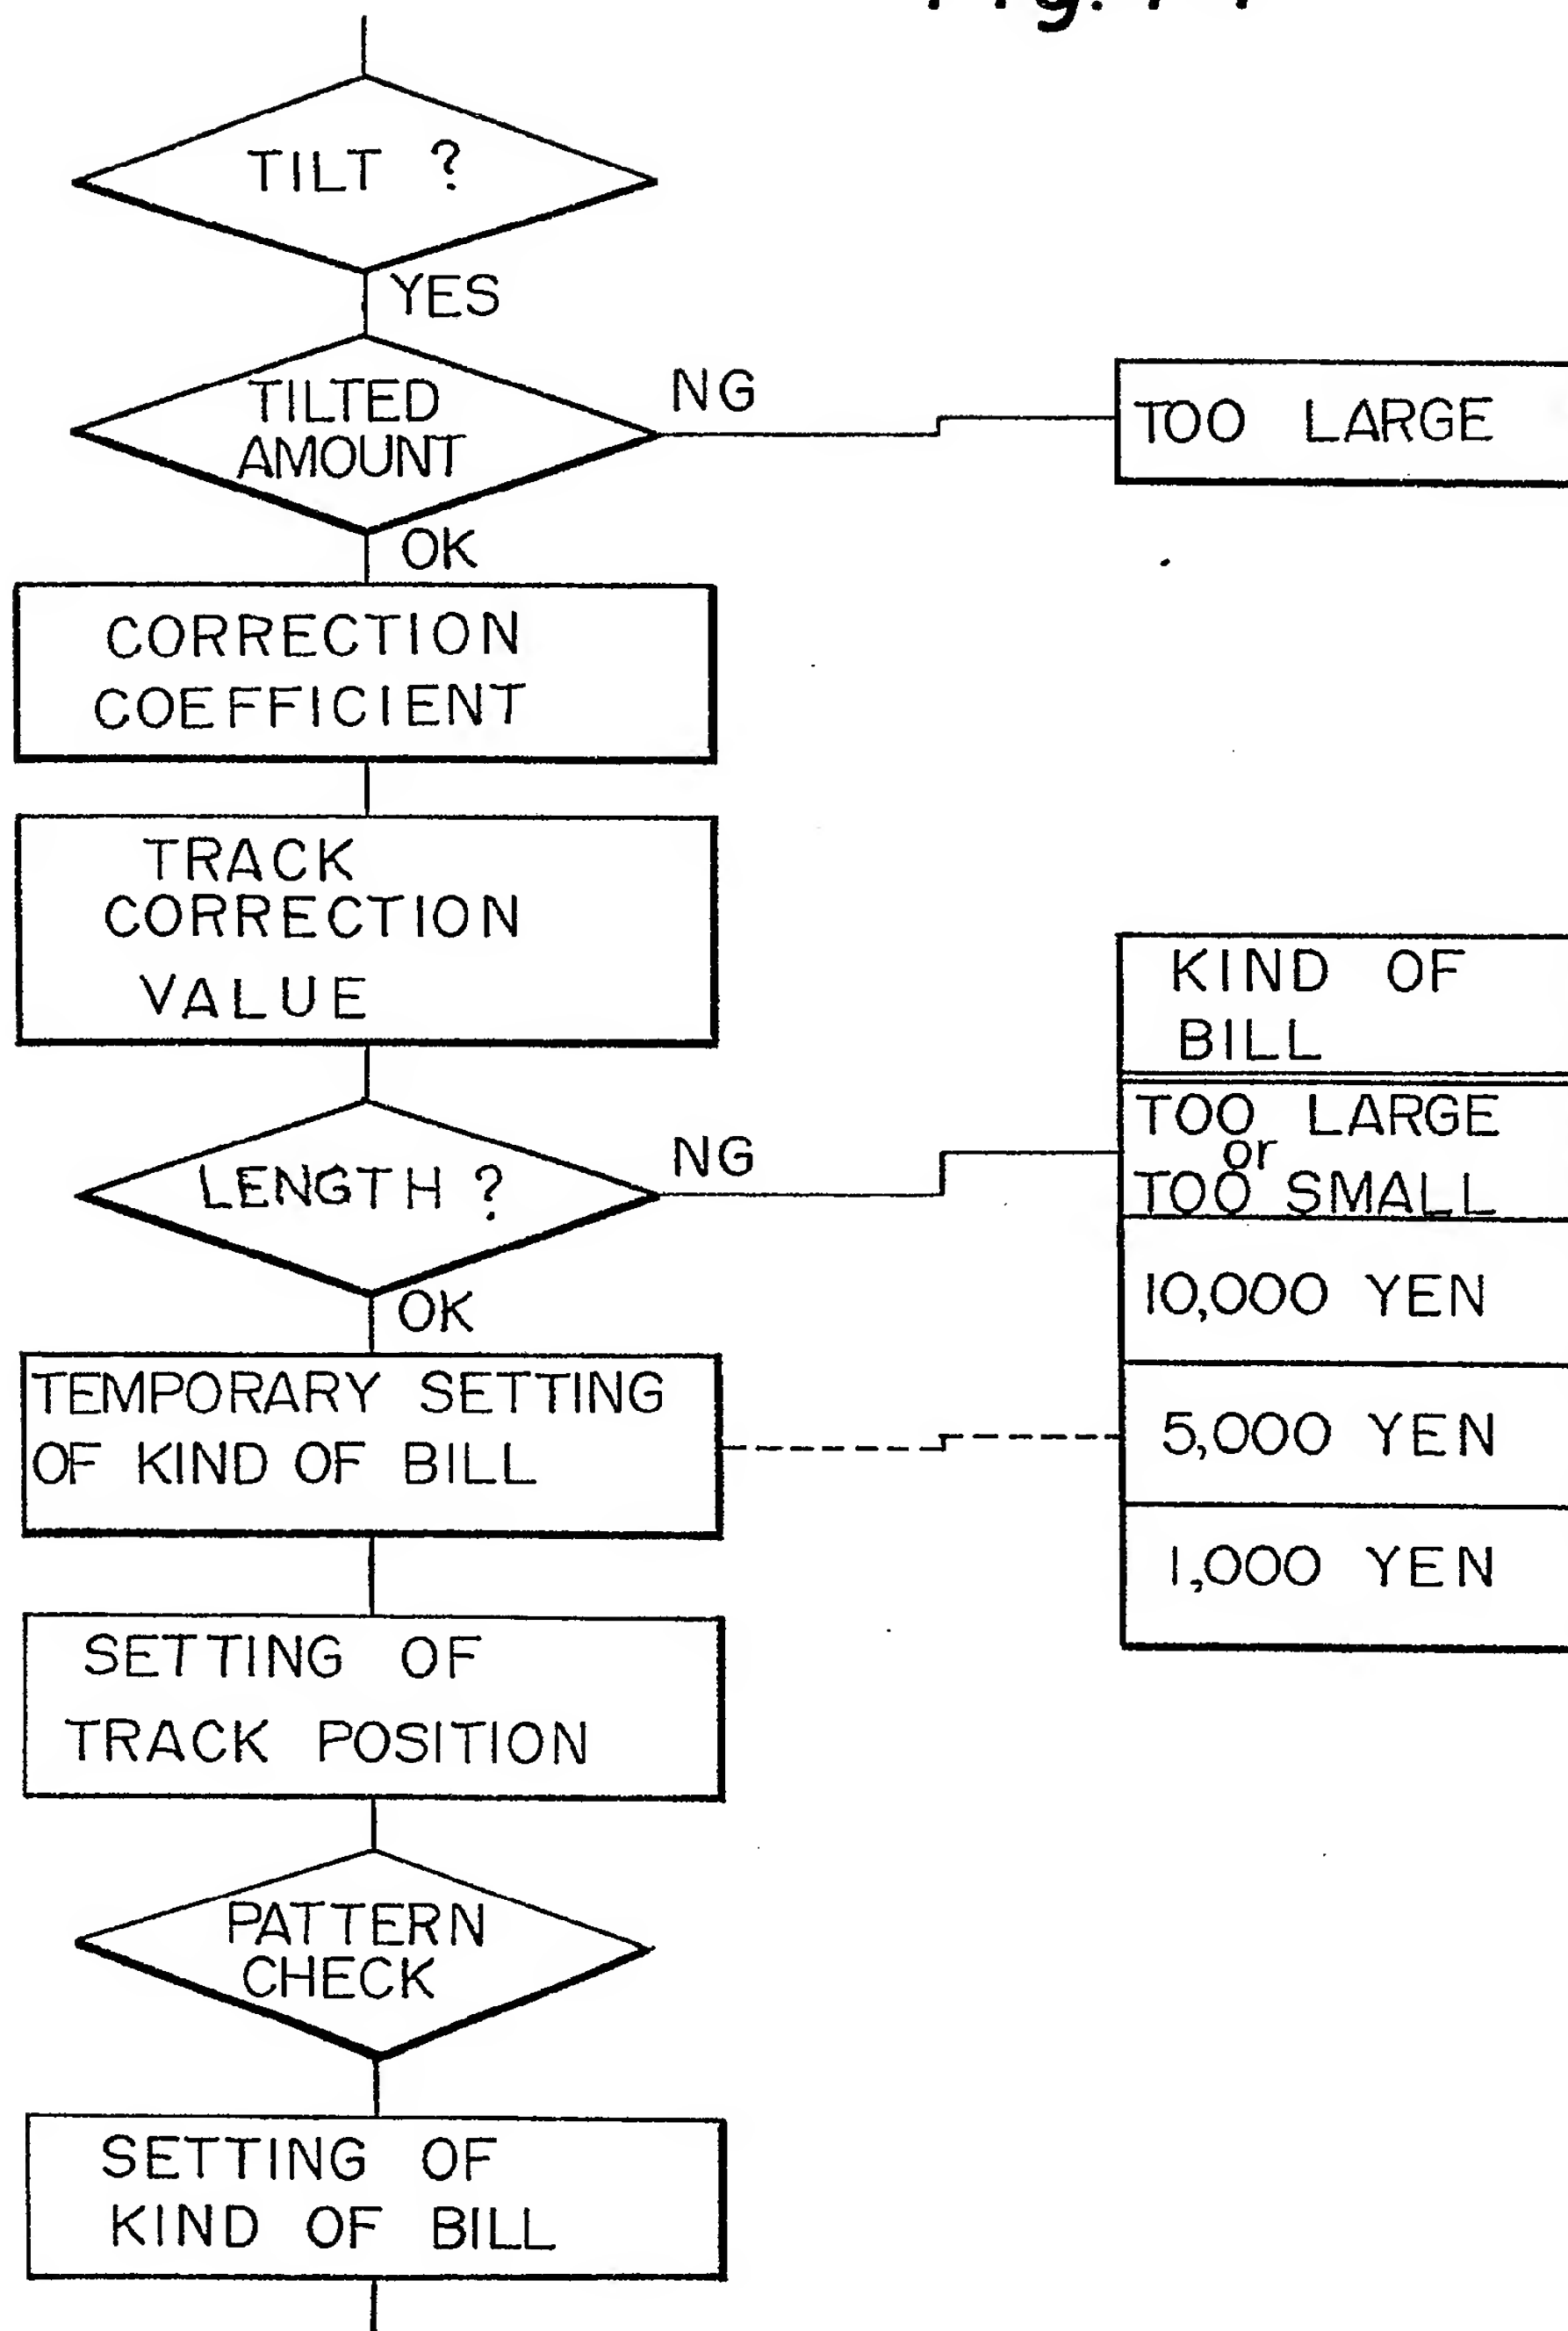 TILT ?
YES
TILTED
AMOUNT
NG
TOO LARGE
OK
CORRECTION
COEFFICIENT
TRACK
CORRECTION
VALUE
LENGTH ?
NG
OK
KIND OF
BILL
TOO LARGE
or
TOO SMALL
10,000 YEN
5,000 YEN
1,000 YEN
TEMPORARY SETTING
OF KIND OF BILL
SETTING OF
TRACK POSITION
PATTERN
CHECK
SETTING OF
KIND OF BILL